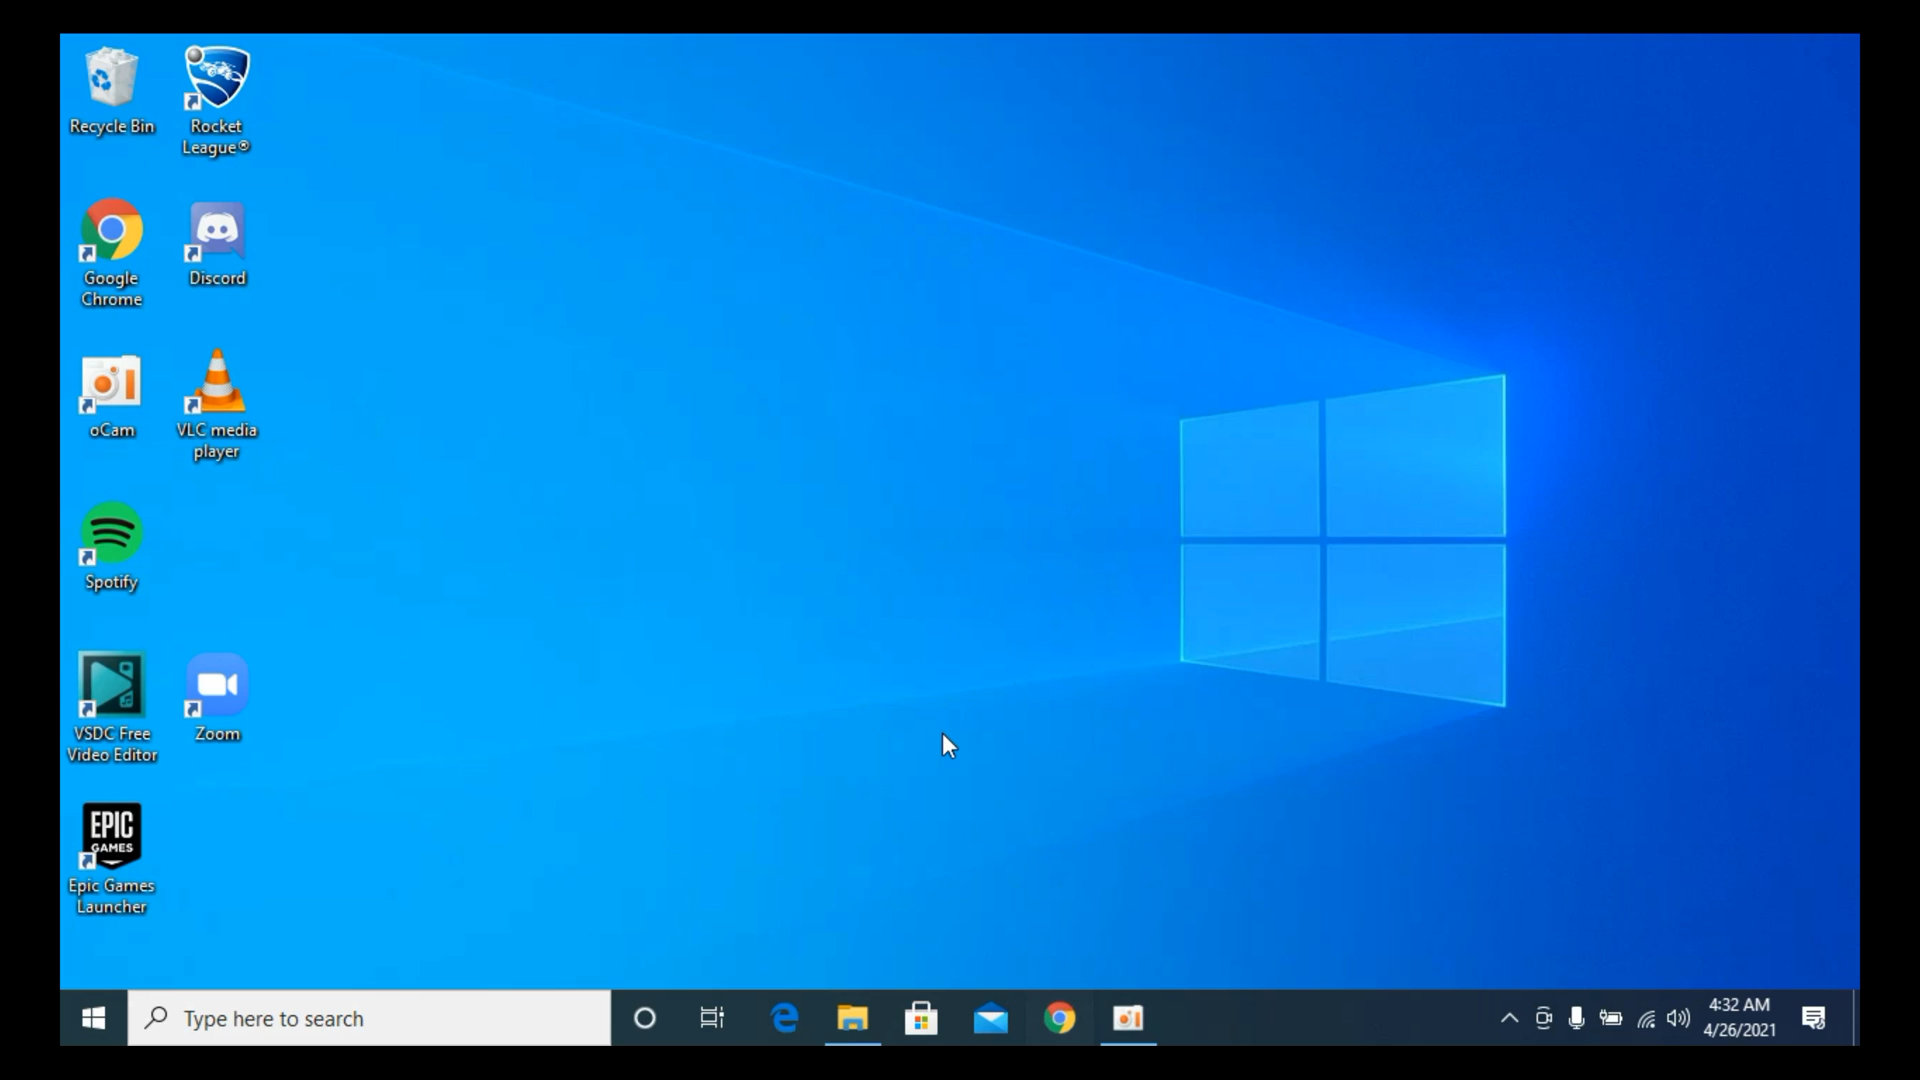 Recycle Bin
Rocket
League®
Google
Chrome
Discord
oCam
VLC media
player
Spotify
VSDC Free
Video Editor
Zoom
EPIC
GAMES
Epic Games
Launcher
Type here to search
4:32 AM
4/26/2021